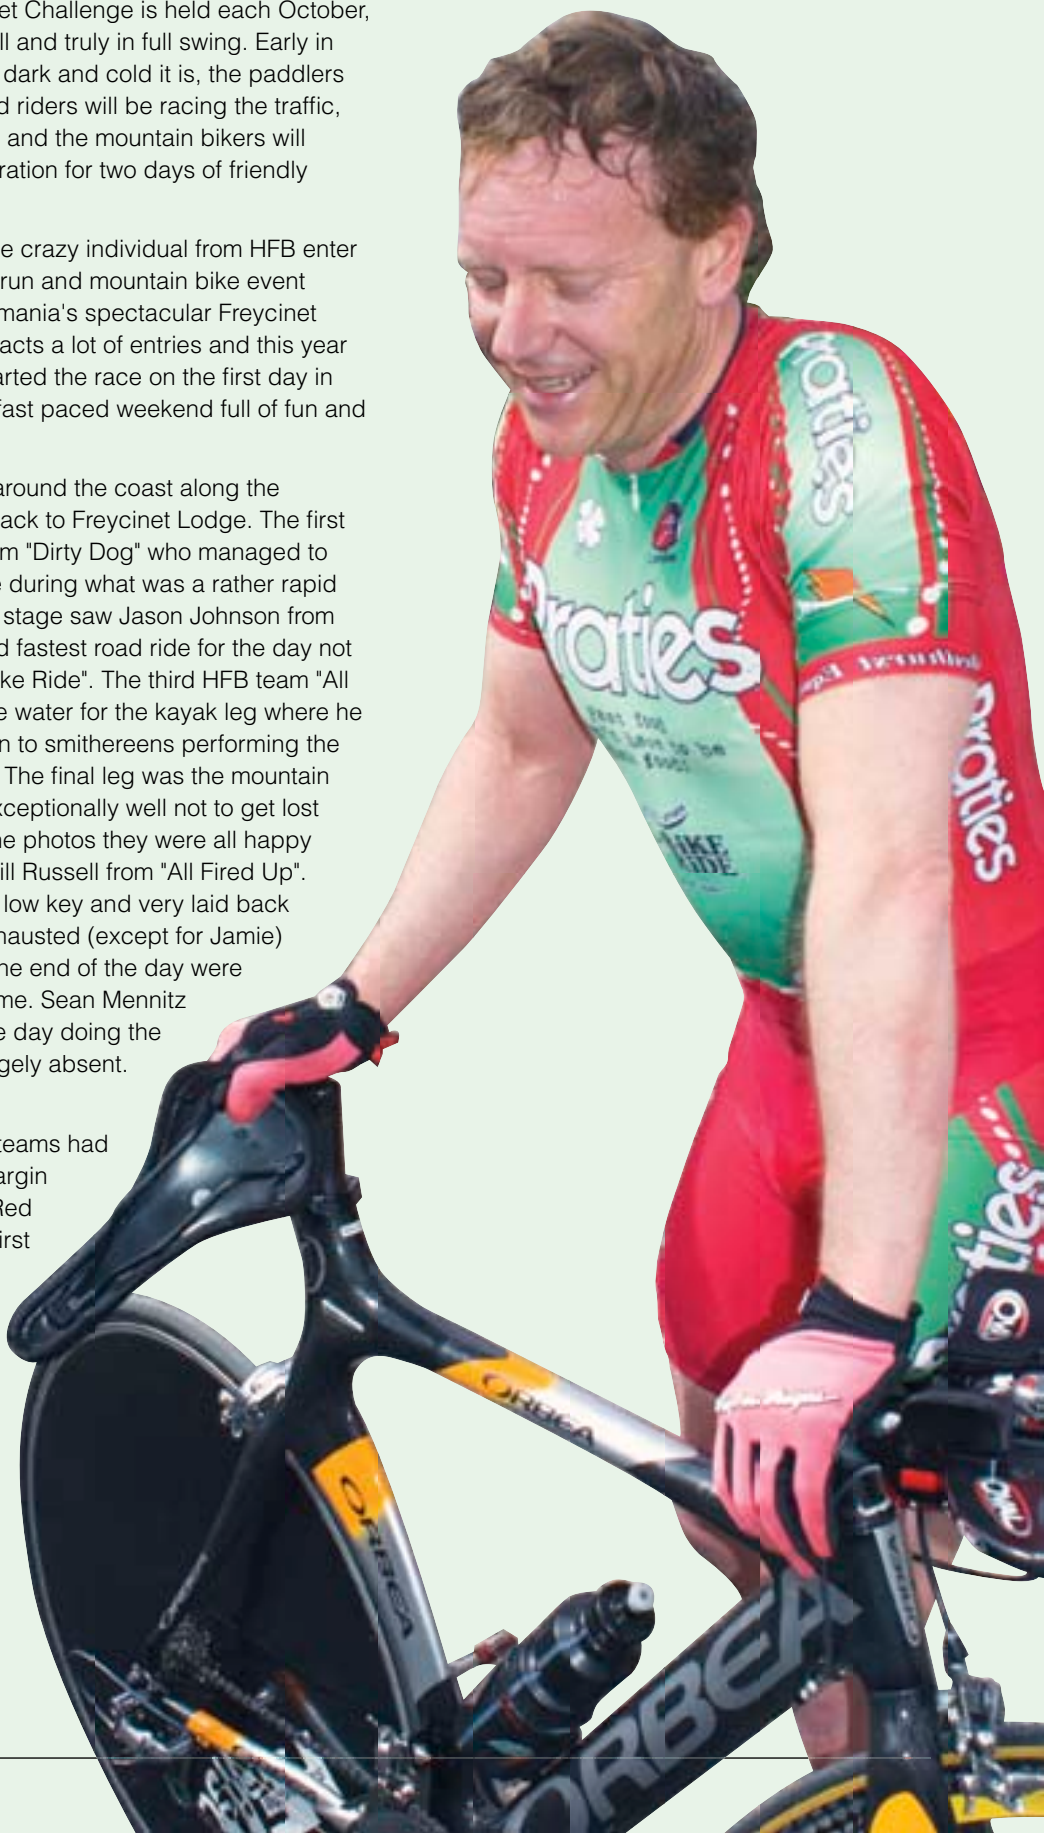 et Challenge is held each October,
ll and truly in full swing. Early in
dark and cold it is, the paddlers
d riders will be racing the traffic,
and the mountain bikers will
ration for two days of friendly
e crazy individual from HFB enter
run and mountain bike event
mania's spectacular Freycinet
acts a lot of entries and this year
arted the race on the first day in
fast paced weekend full of fun and
around the coast along the
ack to Freycinet Lodge. The first
m "Dirty Dog" who managed to
e during what was a rather rapid
stage saw Jason Johnson from
d fastest road ride for the day not
ke Ride". The third HFB team "All
e water for the kayak leg where he
n to smithereens performing the
The final leg was the mountain
xceptionally well not to get lost
ne photos they were all happy
ill Russell from "All Fired Up".
low key and very laid back
hausted (except for Jamie)
he end of the day were
me. Sean Mennitz
e day doing the
gely absent.
teams had
argin
Red
irst
Praties
raties
Praties
to be
BIKE
RIDE
raties
ORBEA
ORBEA
ORBEA